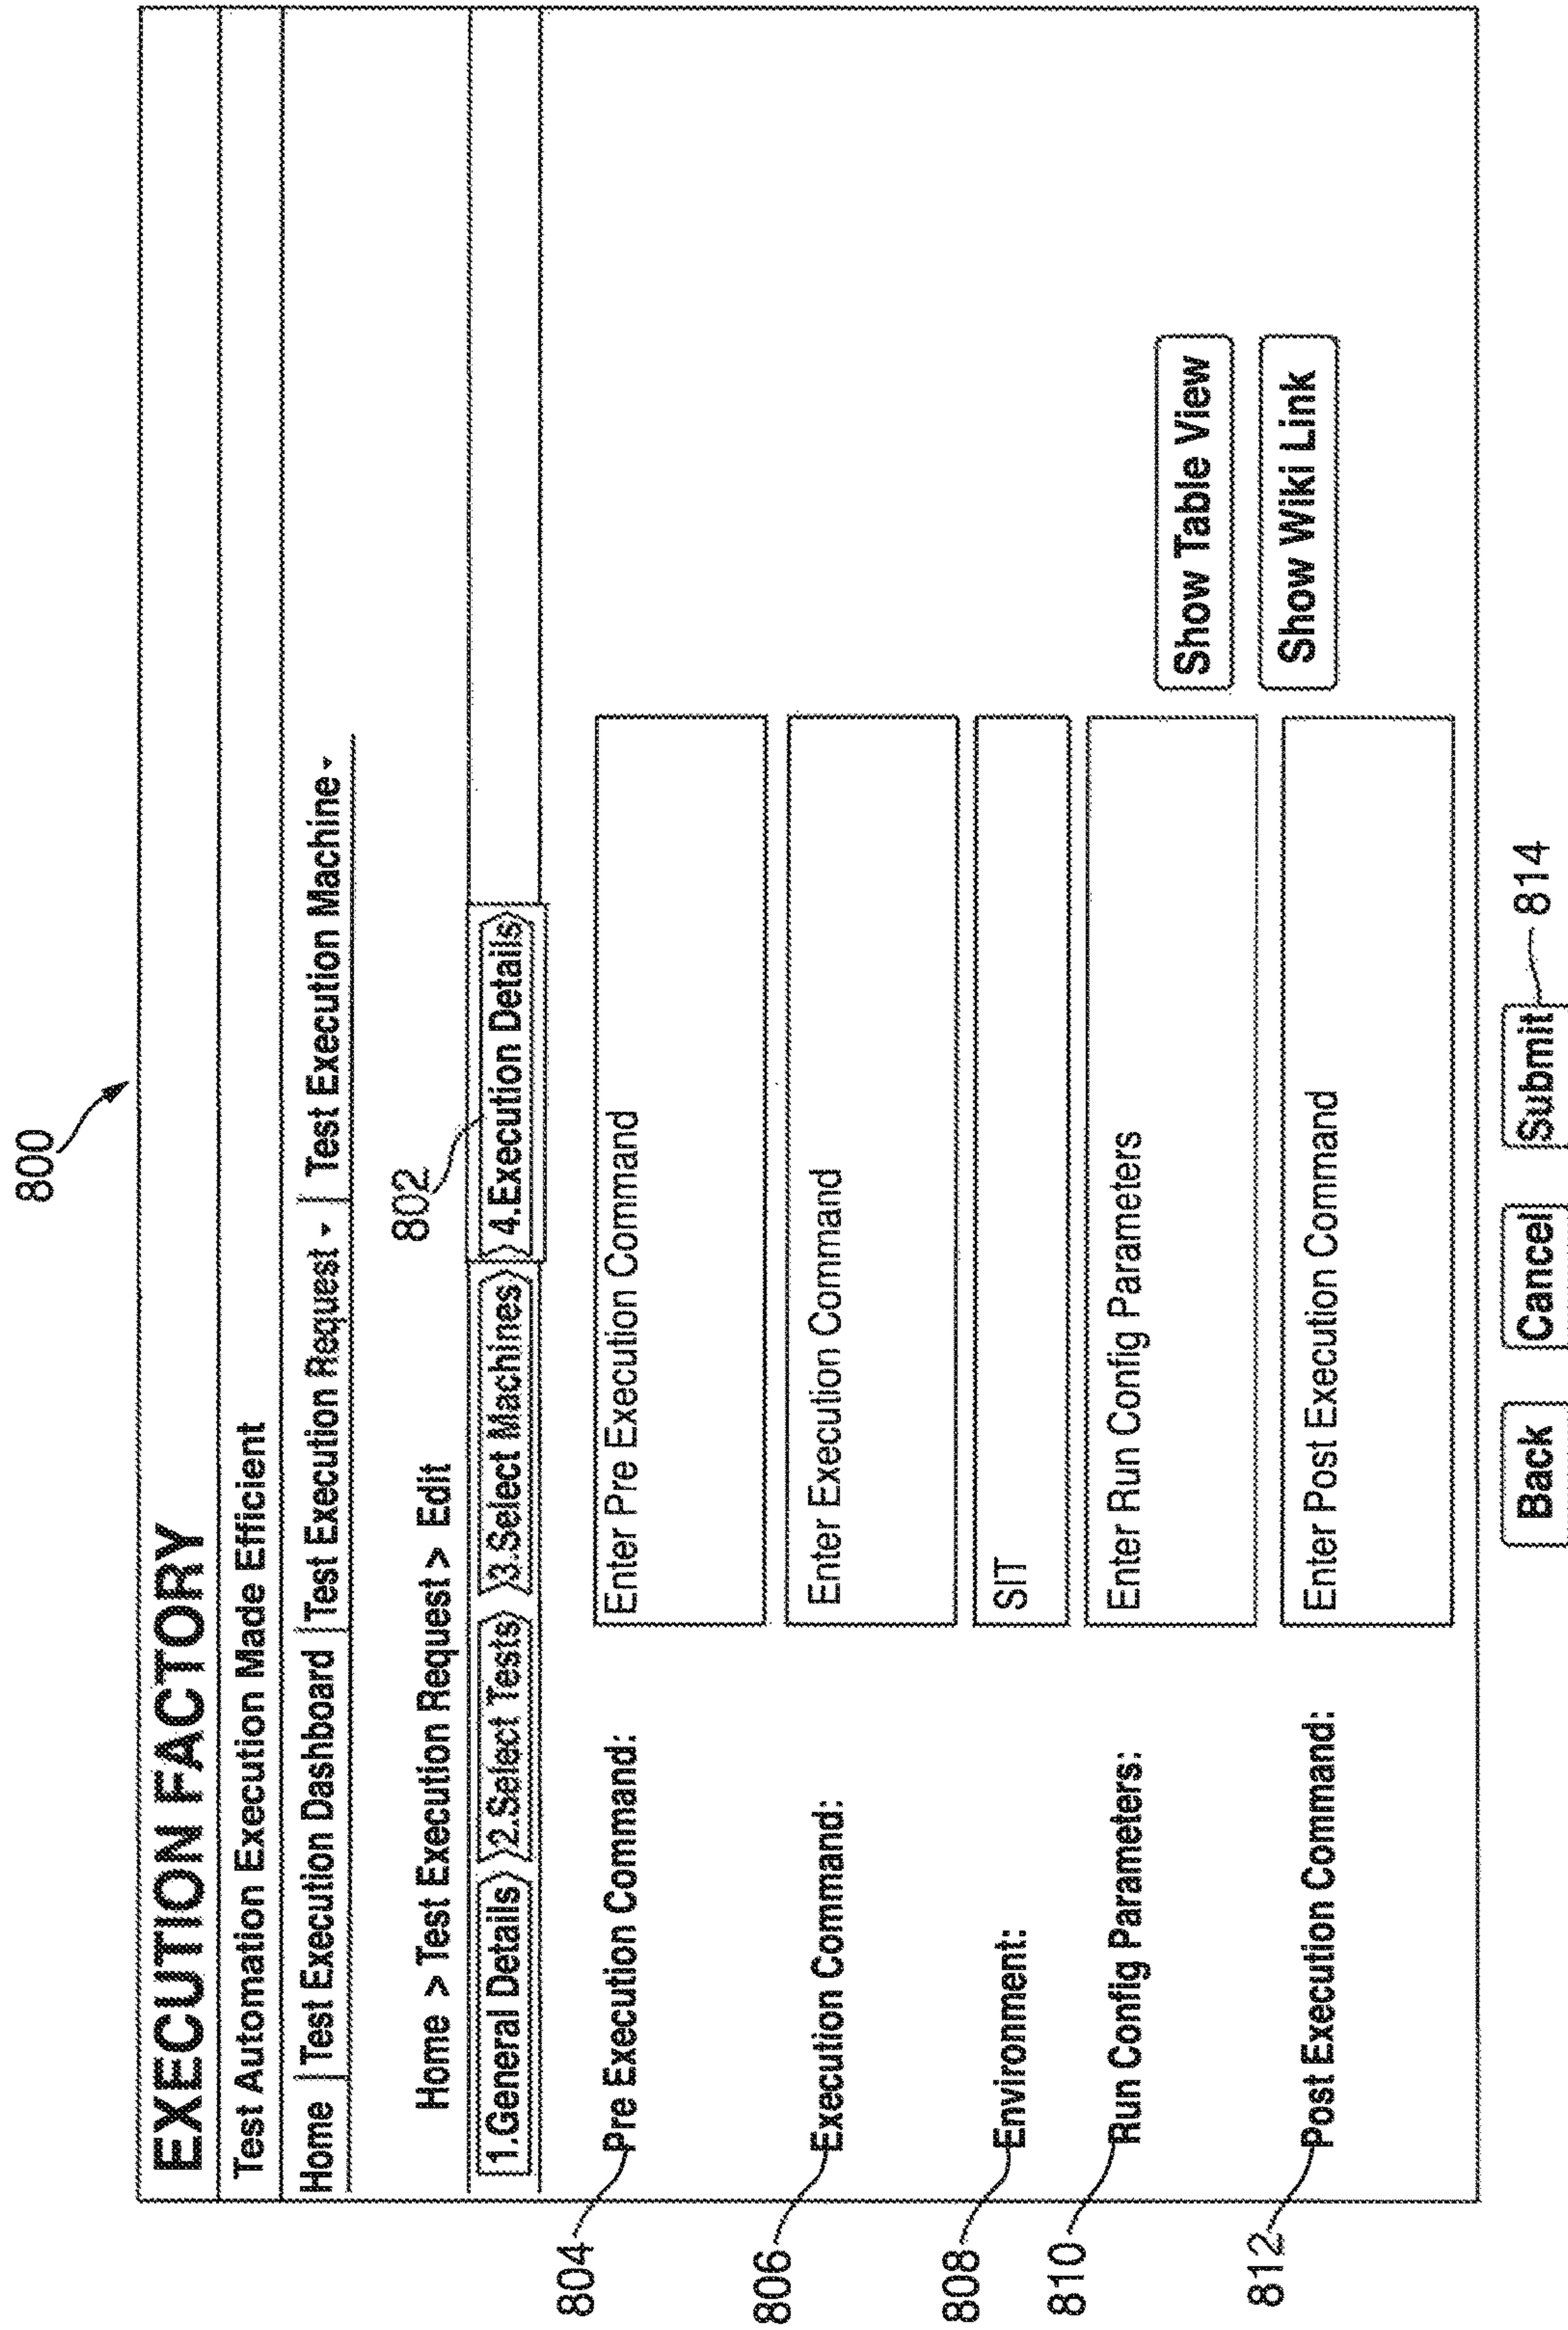 800
EXECUTION FACTORY
Test Automation Execution Made Efficient
Home | Test Execution Dashboard | Test Execution Request | Test Execution Machine
Home > Test Execution Request > Edit
802
1.General Details 2.Select Tests 3.Select Machines 4.Execution Details
804 Pre Execution Command: Enter Pre Execution Command
806 Execution Command: Enter Execution Command
808 Environment: SIT
810 Run Config Parameters: Enter Run Config Parameters
Show Table View
Show Wiki Link
812 Post Execution Command: Enter Post Execution Command
Back Cancel Submit 814